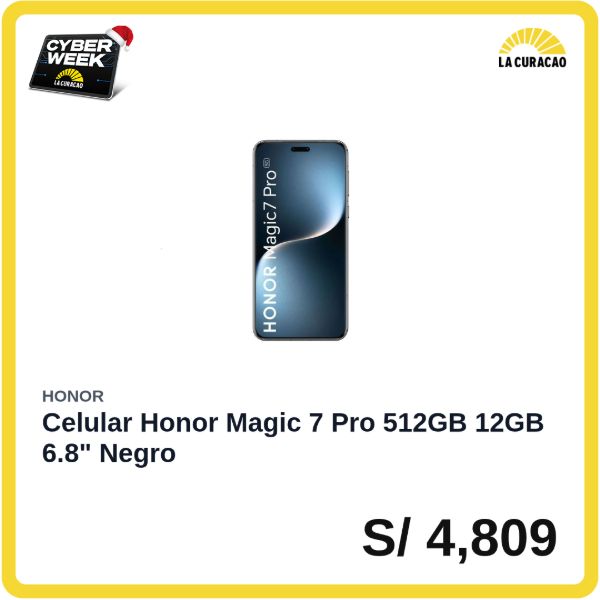 CYBER
WEEK
LA CURACAO
LA CURACAO
HONOR Magic7 Pro 5G
HONOR
Celular Honor Magic 7 Pro 512GB 12GB
6.8" Negro
S/ 4,809